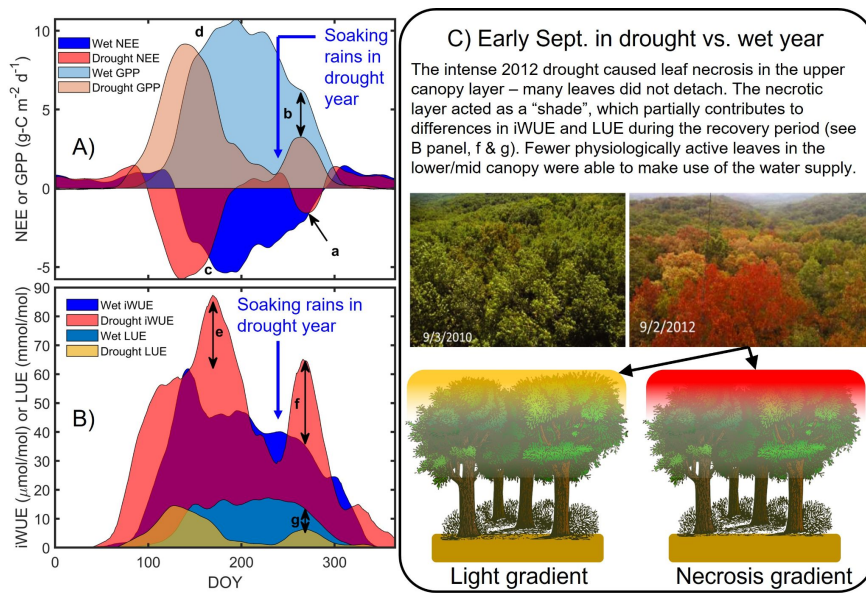 10
5
0
-5
NEE or GPP (g-C m⁻² d⁻¹)
Wet NEE
Drought NEE
Wet GPP
Drought GPP
d
Soaking
rains in
drought
year
b
A)
a
c
0
100
200
300
90
80
70
60
50
40
30
20
10
0
iWUE (μmol/mol) or LUE (mmol/mol)
Wet iWUE
Drought iWUE
Wet LUE
Drought LUE
Soaking rains in
drought year
e
f
B)
g
0
100
200
300
DOY
C) Early Sept. in drought vs. wet year
The intense 2012 drought caused leaf necrosis in the upper
canopy layer – many leaves did not detach. The necrotic
layer acted as a “shade”, which partially contributes to
differences in iWUE and LUE during the recovery period (see
B panel, f & g). Fewer physiologically active leaves in the
lower/mid canopy were able to make use of the water supply.
9/3/2010
9/2/2012
Light gradient
Necrosis gradient